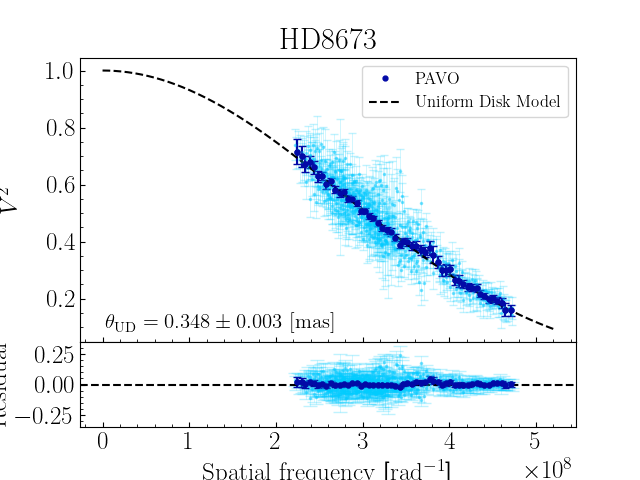 HD8673
PAVO
Uniform Disk Model
V²
1.0
0.8
0.6
0.4
0.2
θ_UD = 0.348 ± 0.003 [mas]
Residual
0.25
0.00
−0.25
0 1 2 3 4 5
×10⁸
Spatial frequency [rad⁻¹]